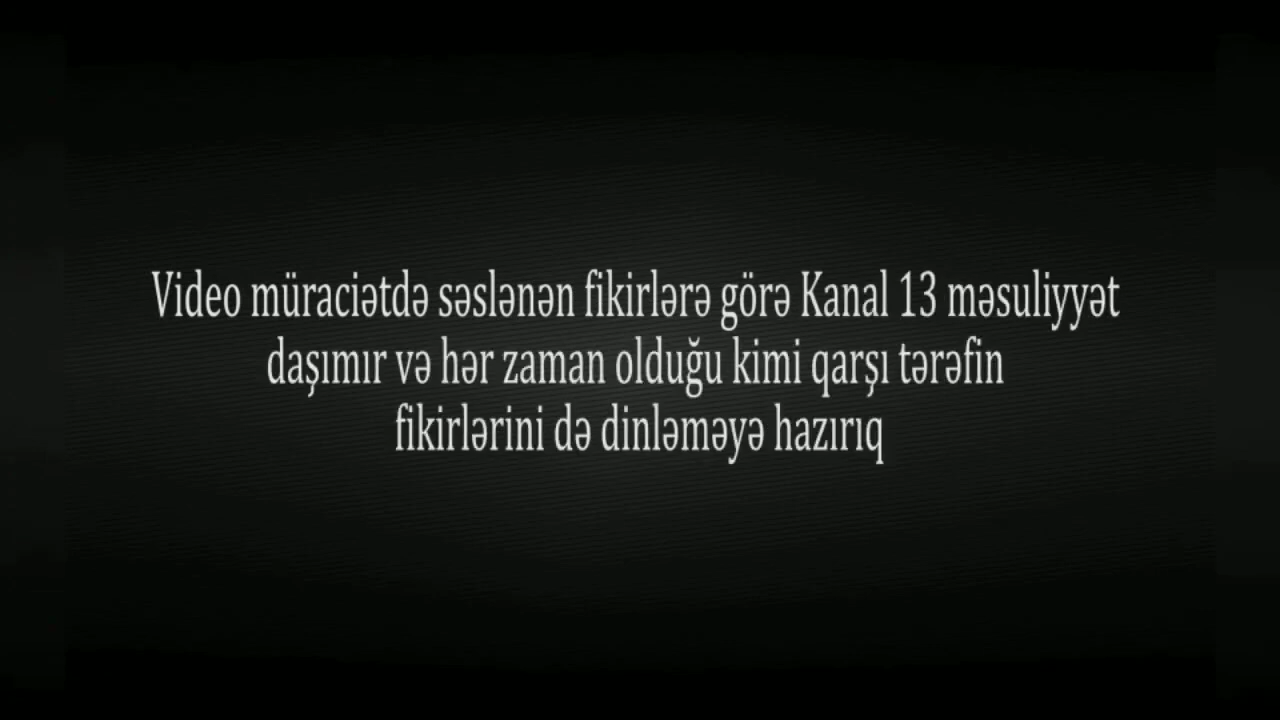 Video müraciətdə səslənən fikirlərə görə Kanal 13 məsuliyyət
daşımır və hər zaman olduğu kimi qarşı tərəfin
fikirlərini də dinləməyə hazırıq